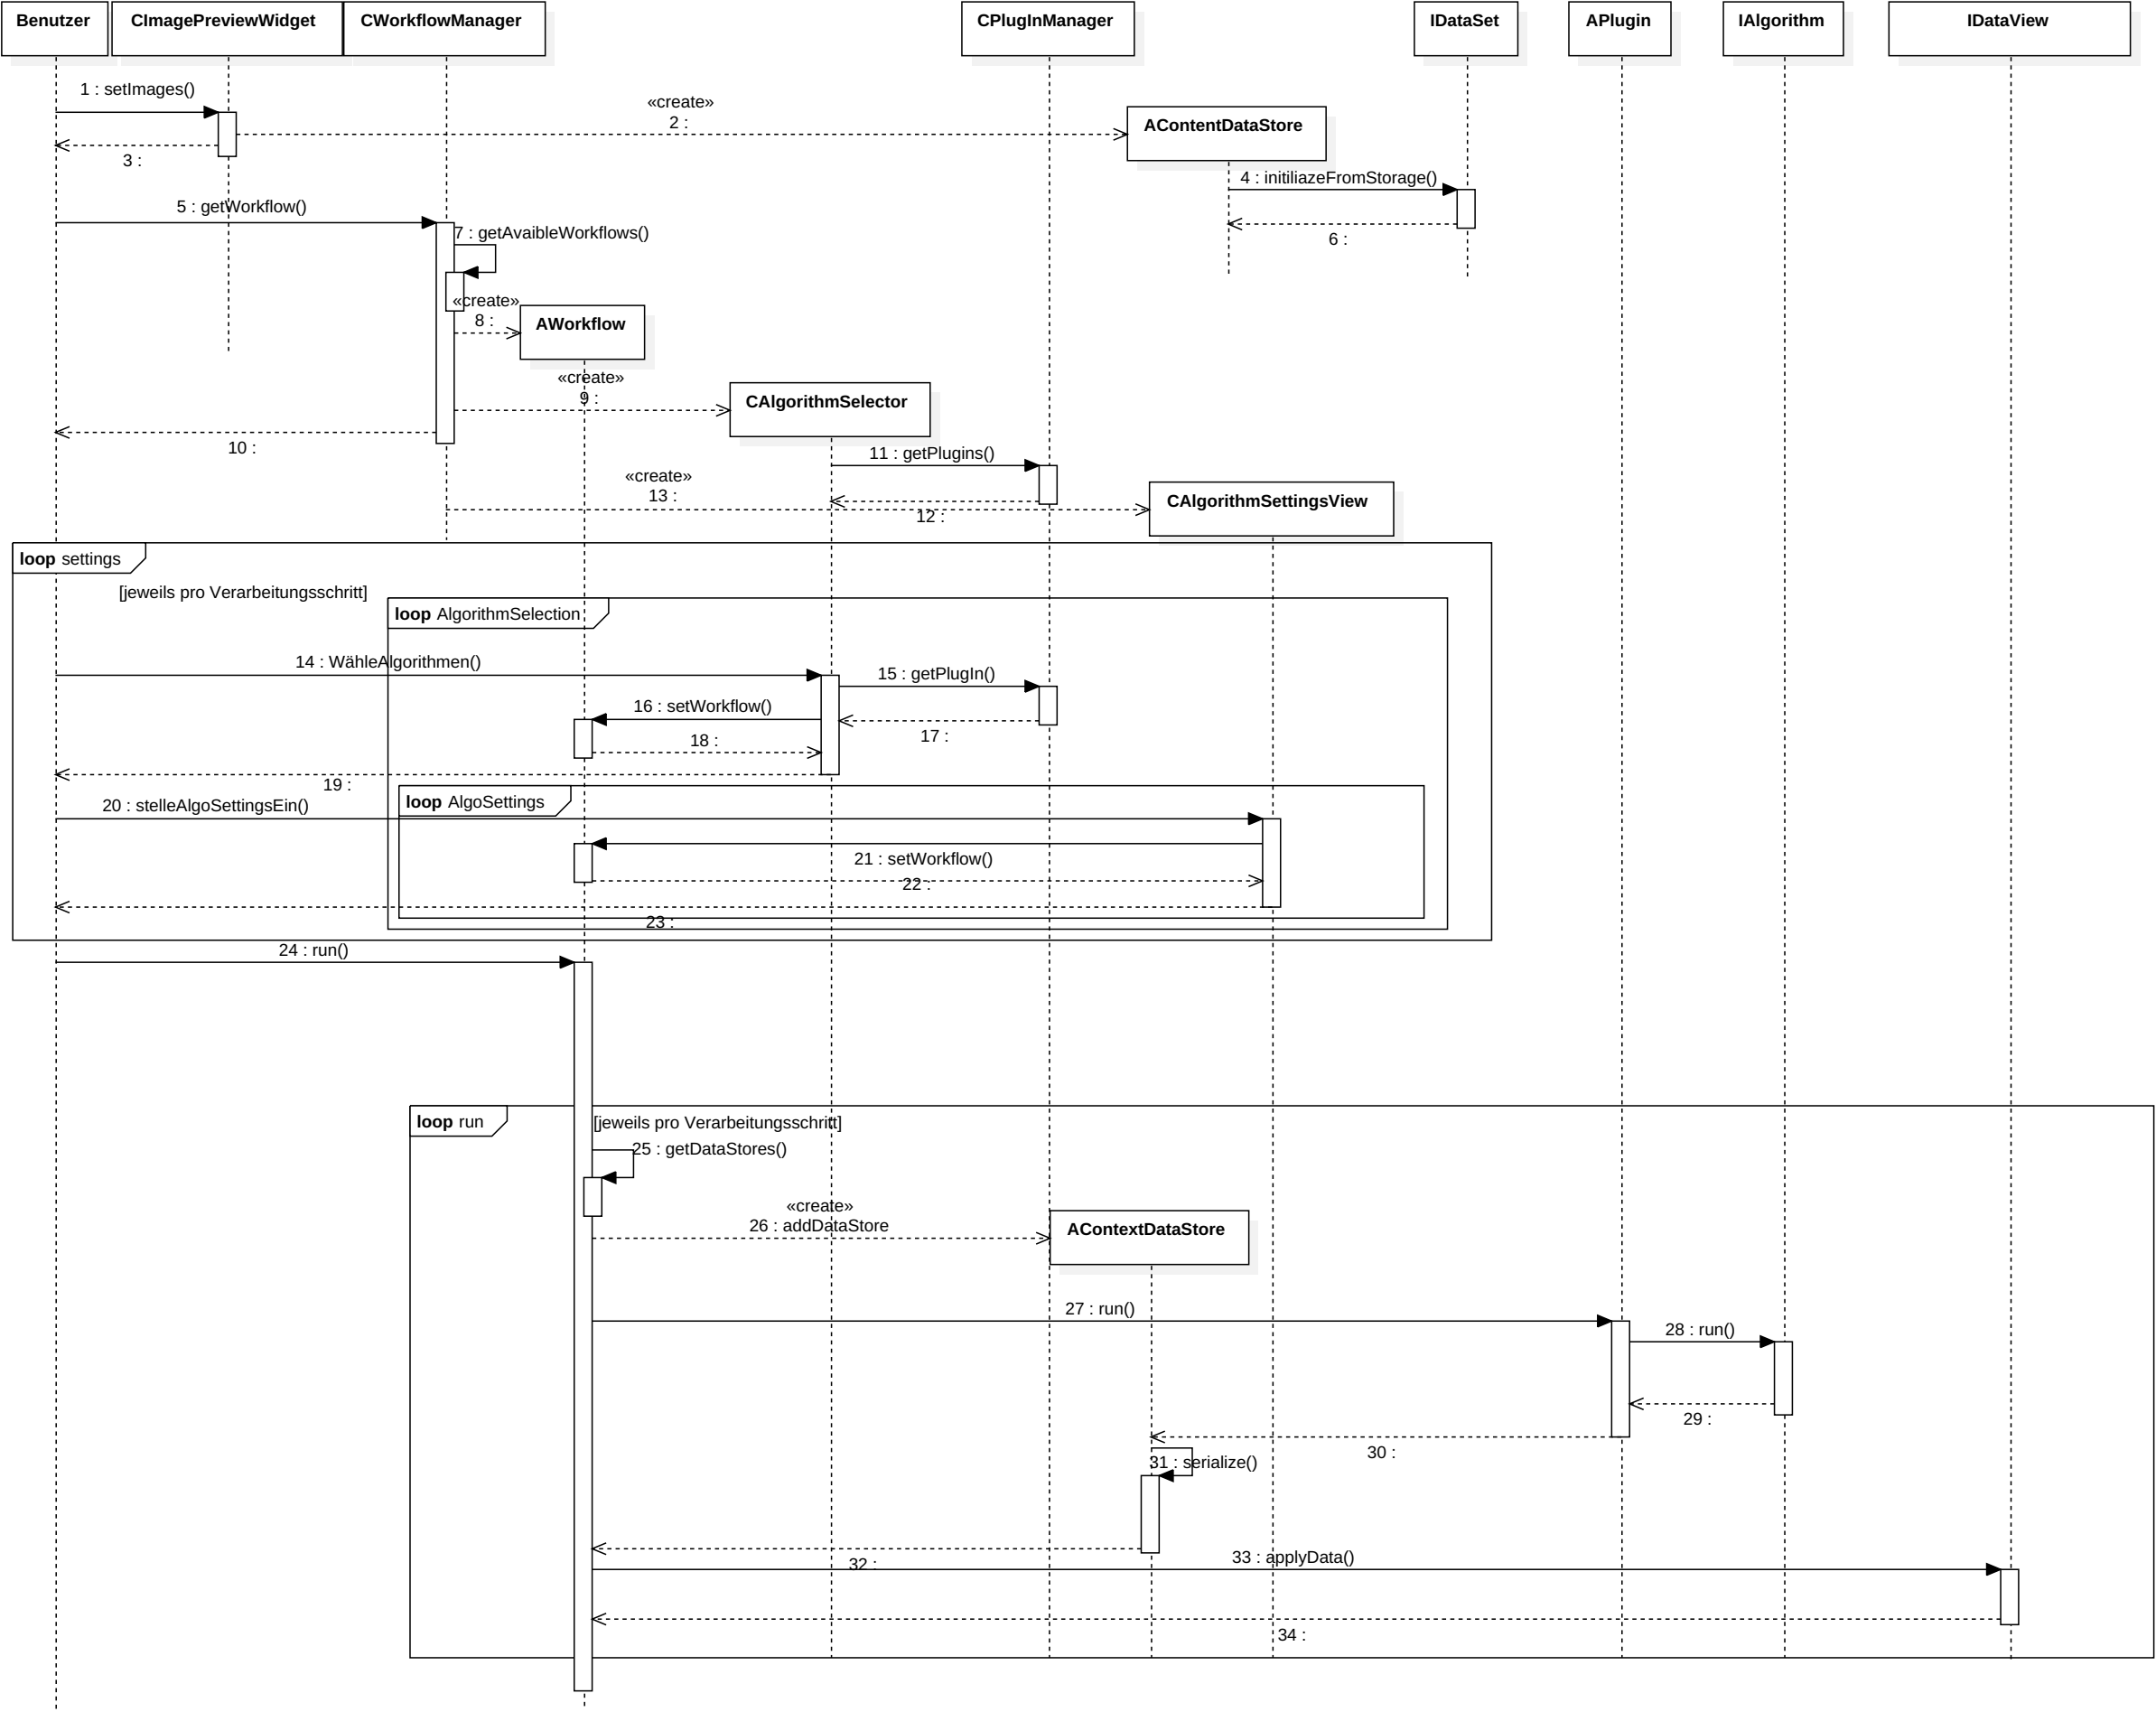 Benutzer
CImagePreviewWidget
CWorkflowManager
CPlugInManager
IDataSet
APlugin
IAlgorithm
IDataView
1 : setImages()
«create»
2 :
AContentDataStore
3 :
4 : initiliazeFromStorage()
5 : getWorkflow()
6 :
7 : getAvaibleWorkflows()
«create»
8 :
AWorkflow
«create»
9 :
CAlgorithmSelector
10 :
11 : getPlugins()
«create»
13 :
12 :
CAlgorithmSettingsView
loop settings
[jeweils pro Verarbeitungsschritt]
loop AlgorithmSelection
14 : WähleAlgorithmen()
15 : getPlugIn()
16 : setWorkflow()
17 :
18 :
19 :
20 : stelleAlgoSettingsEin()
loop AlgoSettings
21 : setWorkflow()
22 :
23 :
24 : run()
loop run
[jeweils pro Verarbeitungsschritt]
25 : getDataStores()
«create»
26 : addDataStore
AContextDataStore
27 : run()
28 : run()
29 :
30 :
31 : serialize()
32 :
33 : applyData()
34 :